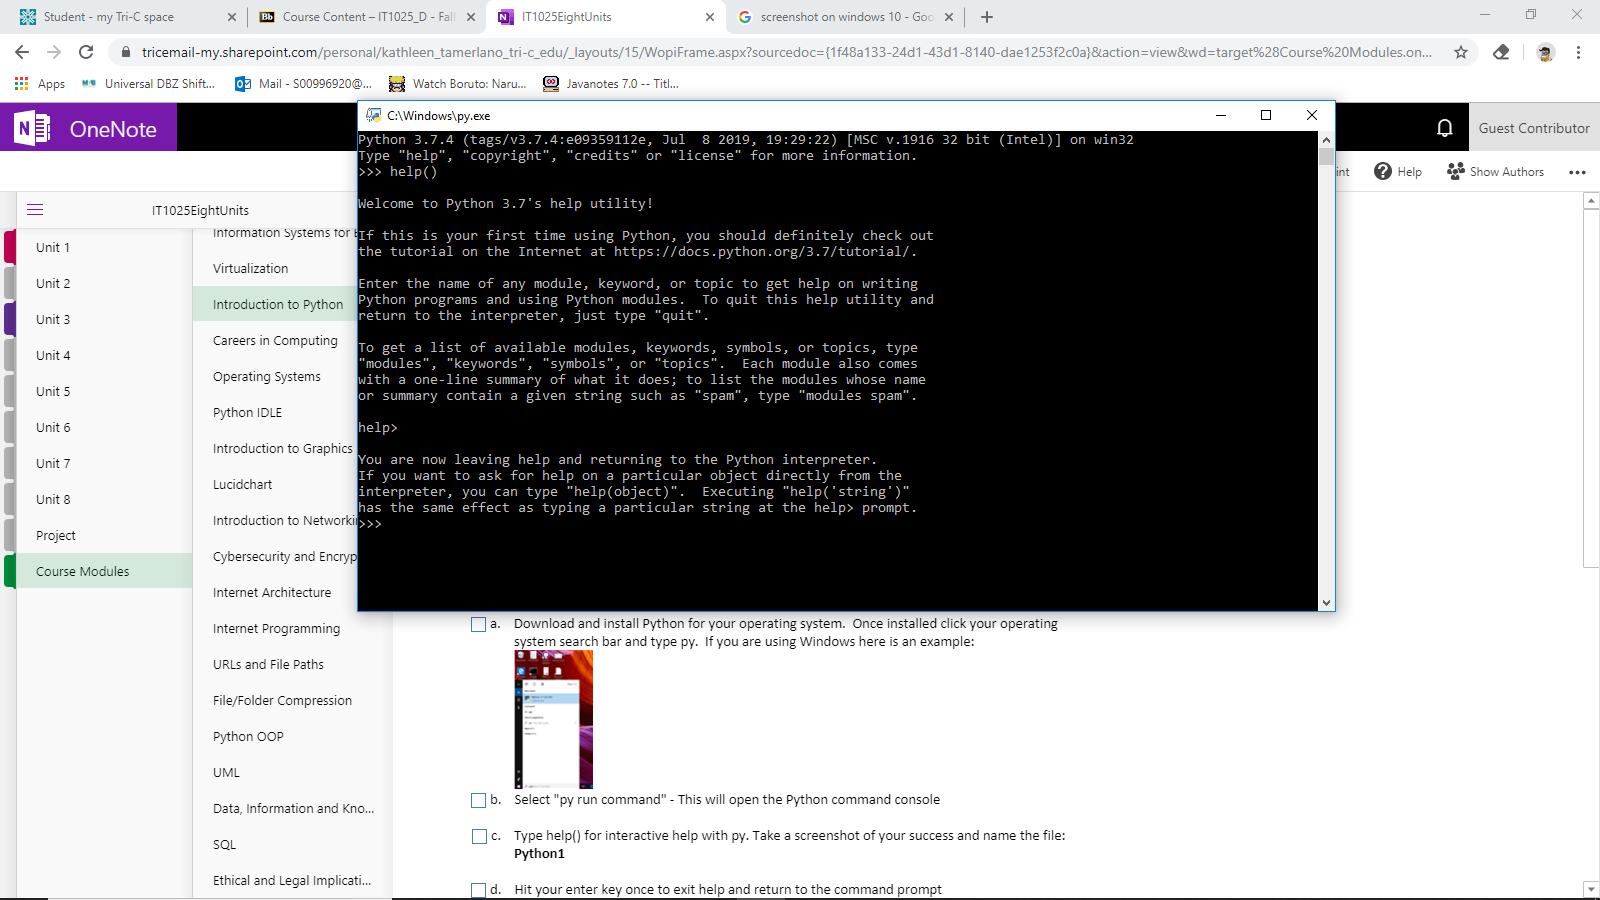 Student - my Tri-C space
Course Content – IT1025_D - Fall
IT1025EightUnits
screenshot on windows 10 - Goo
tricemail-my.sharepoint.com/personal/kathleen_tamerlano_tri-c_edu/_layouts/15/WopiFrame.aspx?sourcedoc={1f48a133-24d1-43d1-8140-dae1253f2c0a}&action=view&wd=target%28Course%20Modules.on...
Apps
Universal DBZ Shift...
Mail - S00996920@...
Watch Boruto: Naru...
Javanotes 7.0 -- Titl...
OneNote
Guest Contributor
int
Help
Show Authors
IT1025EightUnits
Unit 1
Unit 2
Unit 3
Unit 4
Unit 5
Unit 6
Unit 7
Unit 8
Project
Course Modules
Information Systems for B
Virtualization
Introduction to Python
Careers in Computing
Operating Systems
Python IDLE
Introduction to Graphics
Lucidchart
Introduction to Networki
Cybersecurity and Encryp
Internet Architecture
Internet Programming
URLs and File Paths
File/Folder Compression
Python OOP
UML
Data, Information and Kno...
SQL
Ethical and Legal Implicati...
C:\Windows\py.exe
Python 3.7.4 (tags/v3.7.4:e09359112e, Jul  8 2019, 19:29:22) [MSC v.1916 32 bit (Intel)] on win32
Type "help", "copyright", "credits" or "license" for more information.
>>> help()
Welcome to Python 3.7's help utility!
If this is your first time using Python, you should definitely check out
the tutorial on the Internet at https://docs.python.org/3.7/tutorial/.
Enter the name of any module, keyword, or topic to get help on writing
Python programs and using Python modules.  To quit this help utility and
return to the interpreter, just type "quit".
To get a list of available modules, keywords, symbols, or topics, type
"modules", "keywords", "symbols", or "topics".  Each module also comes
with a one-line summary of what it does; to list the modules whose name
or summary contain a given string such as "spam", type "modules spam".
help>
You are now leaving help and returning to the Python interpreter.
If you want to ask for help on a particular object directly from the
interpreter, you can type "help(object)".  Executing "help('string')"
has the same effect as typing a particular string at the help> prompt.
>>>
a. Download and install Python for your operating system.  Once installed click your operating
system search bar and type py.  If you are using Windows here is an example:
b. Select "py run command" - This will open the Python command console
c. Type help() for interactive help with py. Take a screenshot of your success and name the file:
Python1
d. Hit your enter key once to exit help and return to the command prompt